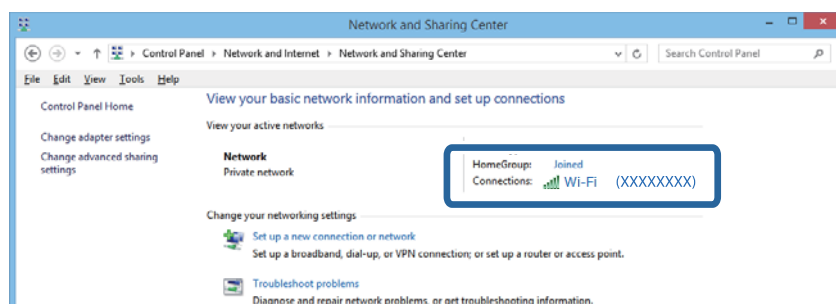 Network and Sharing Center
Control Panel Network and Internet Network and Sharing Center Search Control Panel
File Edit View Tools Help
Control Panel Home
Change adapter settings
Change advanced sharing
settings
View your basic network information and set up connections
View your active networks
Network
Private network
HomeGroup: Joined
Connections: Wi-Fi (XXXXXXXX)
Change your networking settings
Set up a new connection or network
Set up a broadband, dial-up, or VPN connection; or set up a router or access point.
Troubleshoot problems
Diagnose and repair network problems, or get troubleshooting information.